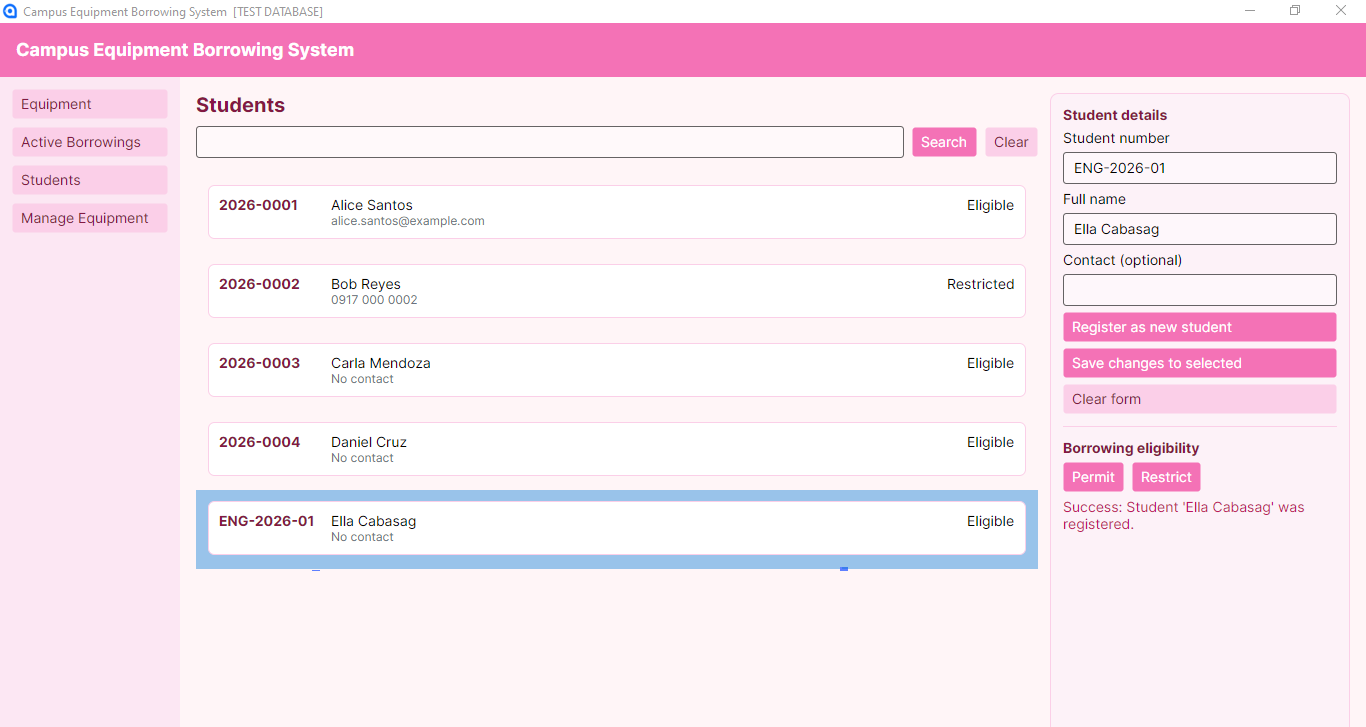 Campus Equipment Borrowing System [TEST DATABASE]
Campus Equipment Borrowing System
Equipment
Active Borrowings
Students
Manage Equipment
Students
Search
Clear
2026-0001
Alice Santos
alice.santos@example.com
Eligible
2026-0002
Bob Reyes
0917 000 0002
Restricted
2026-0003
Carla Mendoza
No contact
Eligible
2026-0004
Daniel Cruz
No contact
Eligible
ENG-2026-01
Ella Cabasag
No contact
Eligible
Student details
Student number
ENG-2026-01
Full name
Ella Cabasag
Contact (optional)
Register as new student
Save changes to selected
Clear form
Borrowing eligibility
Permit
Restrict
Success: Student 'Ella Cabasag' was
registered.